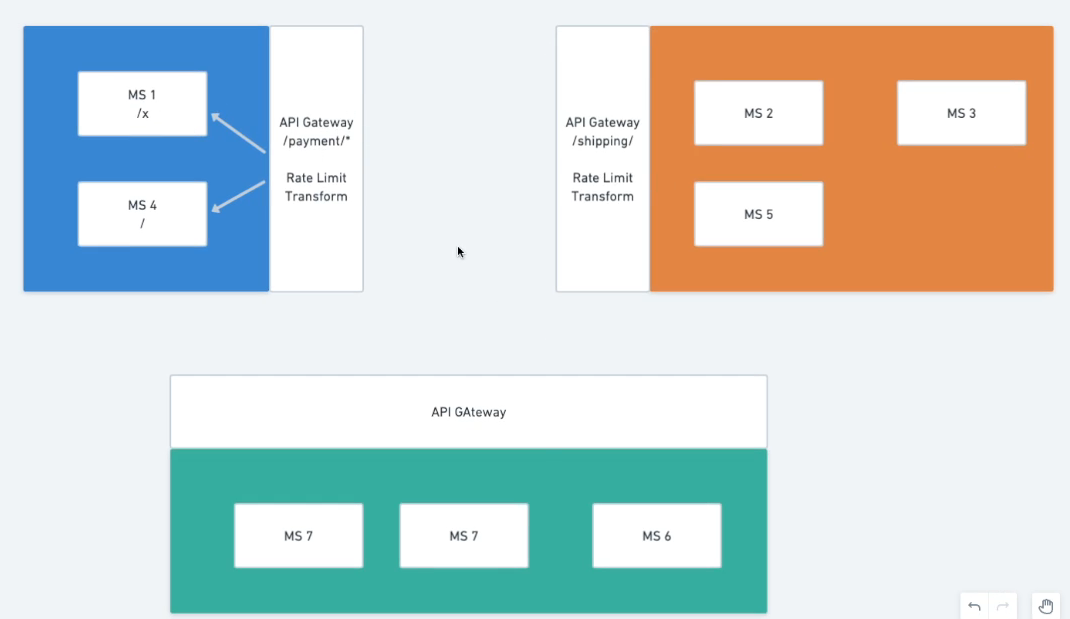 MS 1
/x
MS 4
/
API Gateway
/payment/*
Rate Limit
Transform
API Gateway
/shipping/
Rate Limit
Transform
MS 2
MS 3
MS 5
API GAteway
MS 7
MS 7
MS 6